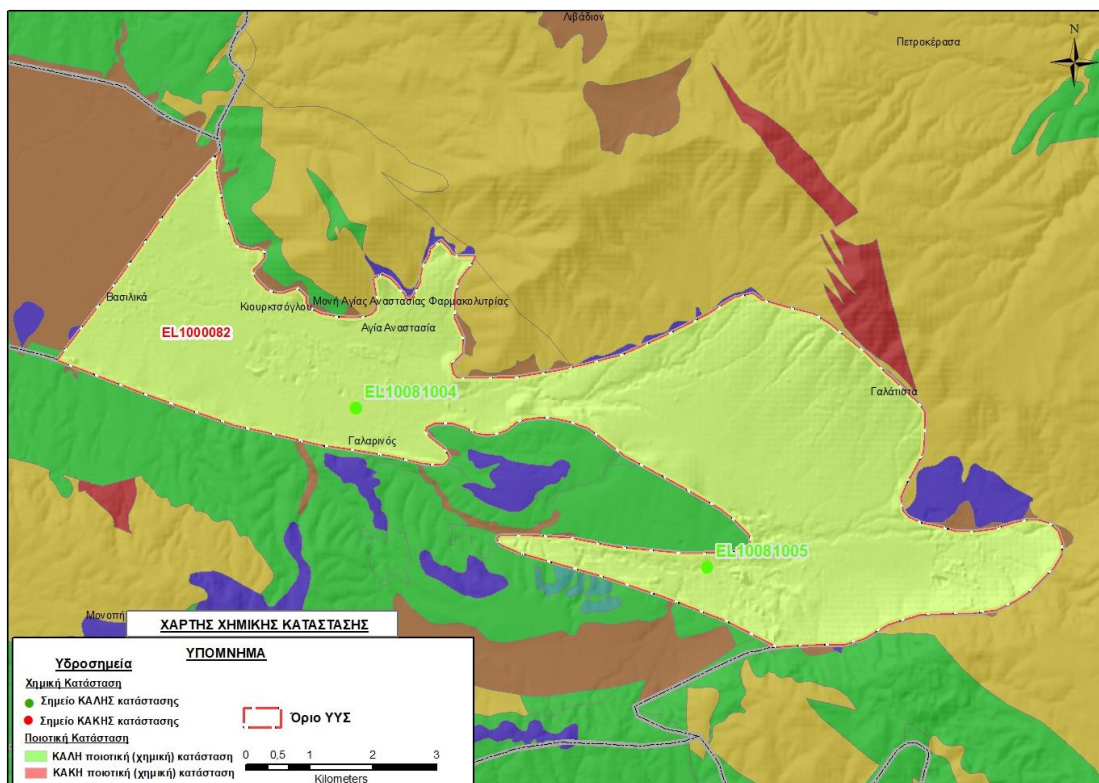 Λιβάδιον
Πετροκέρασα
N
Βασιλικά
Κιουρκτσόγλου
Μονή Αγίας Αναστασίας Φαρμακολυτρίας
Αγία Αναστασία
EL1000082
EL10081004
Γαλάτιστα
Γαλαρινός
EL10081005
Μονοπή
ΧΑΡΤΗΣ ΧΗΜΙΚΗΣ ΚΑΤΑΣΤΑΣΗΣ
ΥΠΟΜΝΗΜΑ
Υδροσημεία
Χημική Κατάσταση
Σημείο ΚΑΛΗΣ κατάστασης
Σημείο ΚΑΚΗΣ κατάστασης
Όριο ΥΥΣ
Ποιοτική Κατάσταση
ΚΑΛΗ ποιοτική (χημική) κατάσταση
ΚΑΚΗ ποιοτική (χημική) κατάσταση
0 0,5 1 2 3
Kilometers